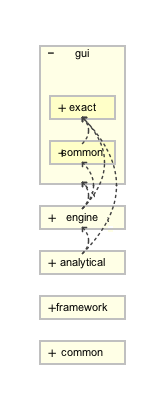 − gui
+ exact
+ common
+ engine
+ analytical
+ framework
+ common